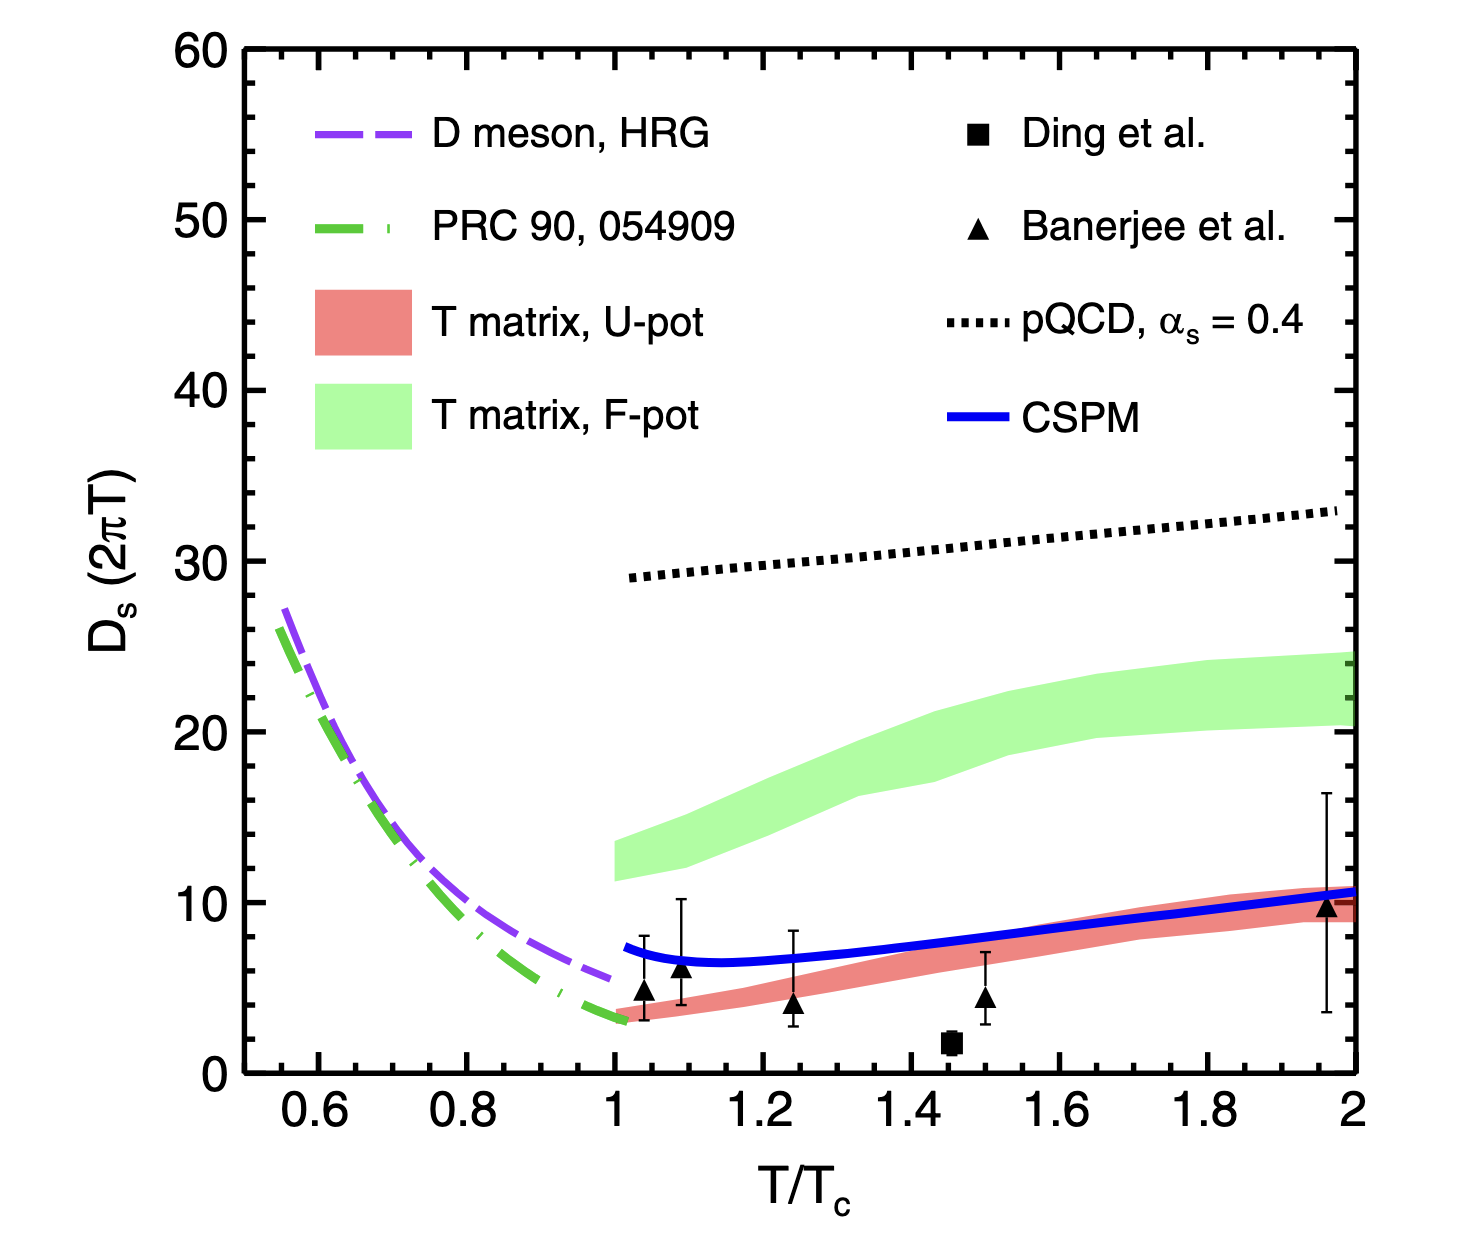 60
50
40
30
20
10
0
D meson, HRG
PRC 90, 054909
T matrix, U-pot
T matrix, F-pot
Ding et al.
Banerjee et al.
pQCD, αs = 0.4
CSPM
Ds (2πT)
0.6 0.8 1 1.2 1.4 1.6 1.8 2
T/Tc